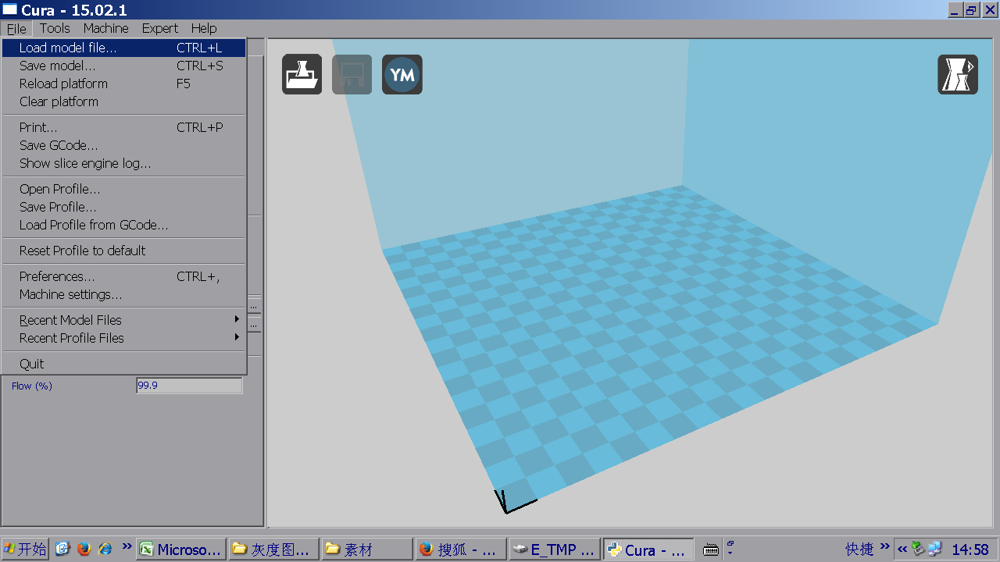 Cura - 15.02.1
File Tools Machine Expert Help
Load model file... CTRL+L
Save model... CTRL+S
Reload platform F5
Clear platform
Print... CTRL+P
Save GCode...
Show slice engine log...
Open Profile...
Save Profile...
Load Profile from GCode...
Reset Profile to default
Preferences... CTRL+,
Machine settings...
Recent Model Files
Recent Profile Files
Quit
Flow (%) 99.9
YM
...
...
开始 » Microso... 灰度图... 素材 搜狐 - ... E_TMP ... Cura - ... 快捷 » « 14:58